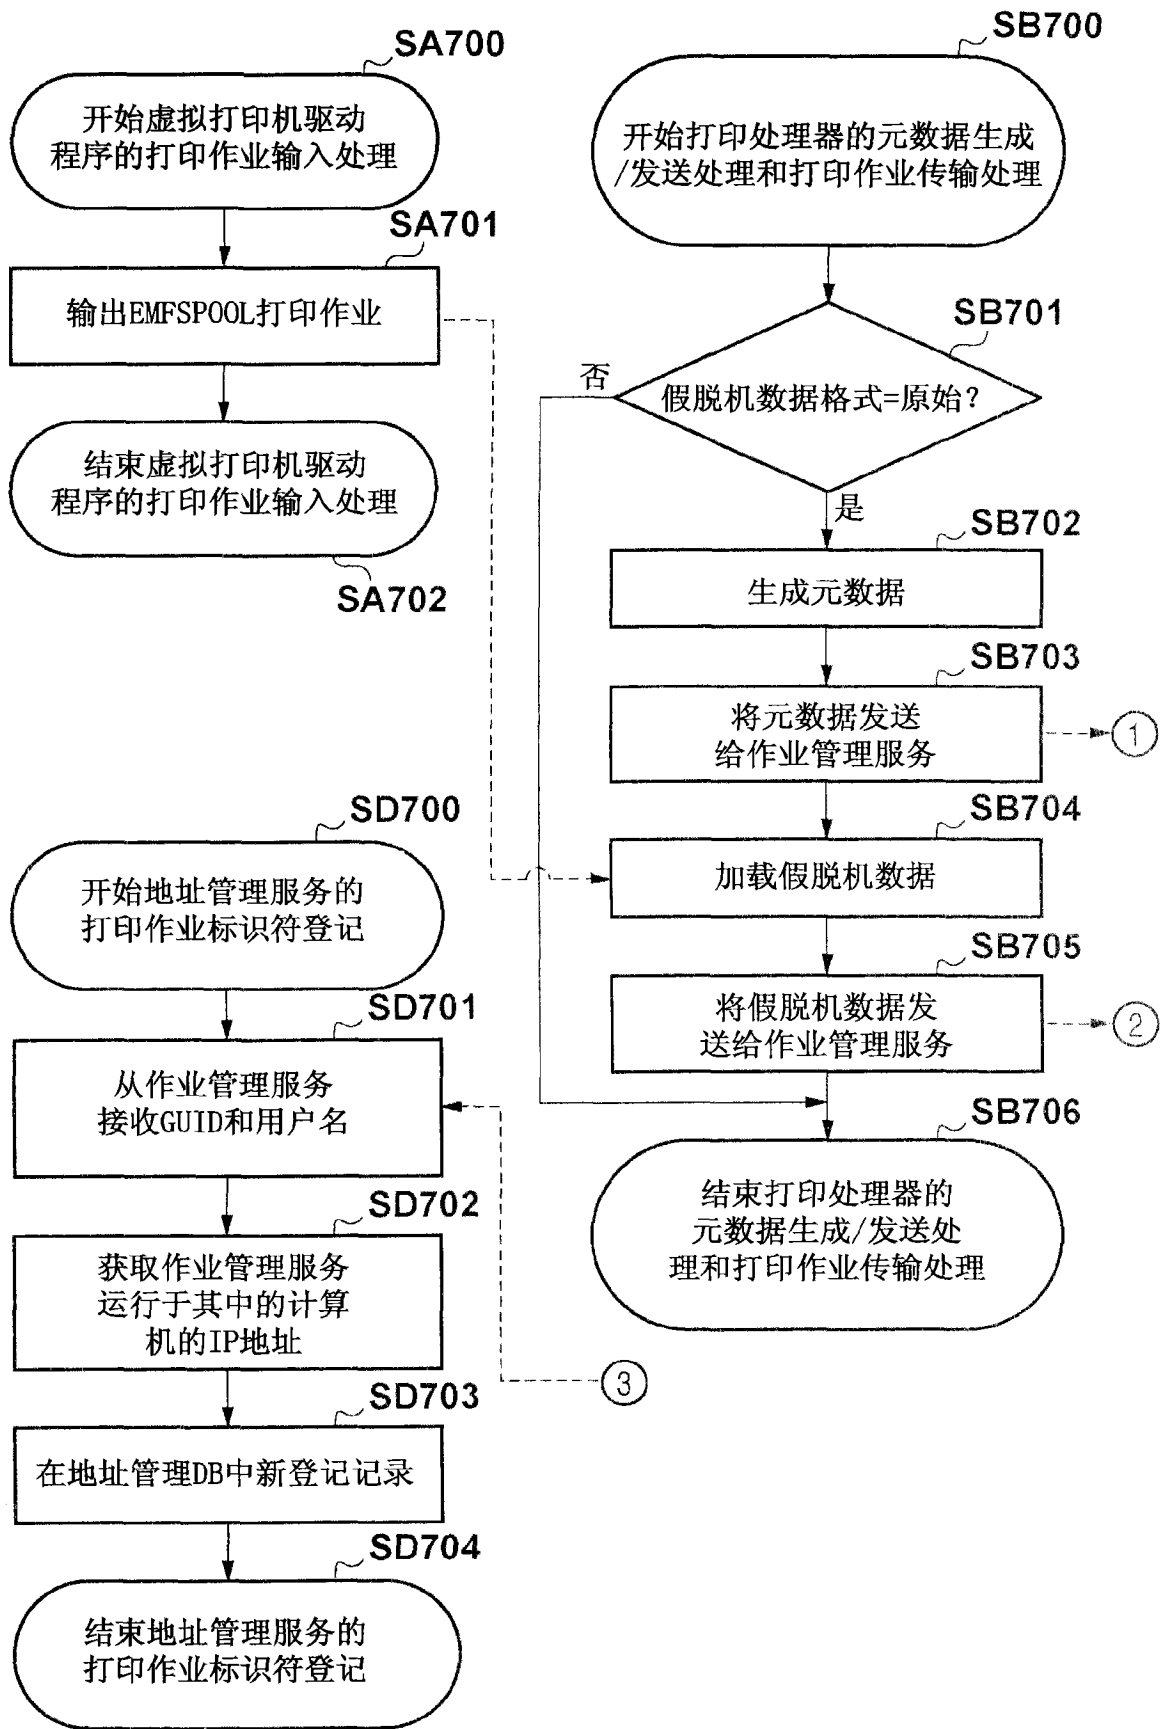 SA700
开始虚拟打印机驱动
程序的打印作业输入处理
SA701
输出EMFSPOOL打印作业
结束虚拟打印机驱动
程序的打印作业输入处理
SA702
SB700
开始打印处理器的元数据生成
/发送处理和打印作业传输处理
SB701
假脱机数据格式=原始?
否
是
SB702
生成元数据
SB703
将元数据发送
给作业管理服务
1
SB704
加载假脱机数据
SB705
将假脱机数据发
送给作业管理服务
2
SB706
结束打印处理器的
元数据生成/发送处
理和打印作业传输处理
SD700
开始地址管理服务的
打印作业标识符登记
SD701
从作业管理服务
接收GUID和用户名
SD702
获取作业管理服务
运行于其中的计算
机的IP地址
3
SD703
在地址管理DB中新登记记录
SD704
结束地址管理服务的
打印作业标识符登记